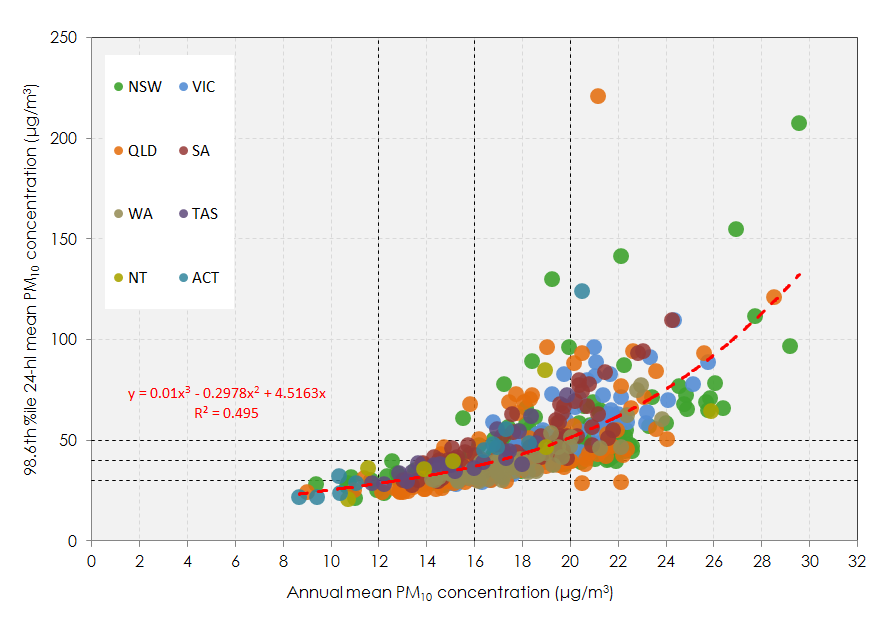 250
200
150
100
50
0
98.6th %ile 24-hl mean PM10 concentration (µg/m³)
NSW VIC
QLD SA
WA TAS
NT ACT
y = 0.01x³ - 0.2978x² + 4.5163x
R² = 0.495
0 2 4 6 8 10 12 14 16 18 20 22 24 26 28 30 32
Annual mean PM10 concentration (µg/m³)